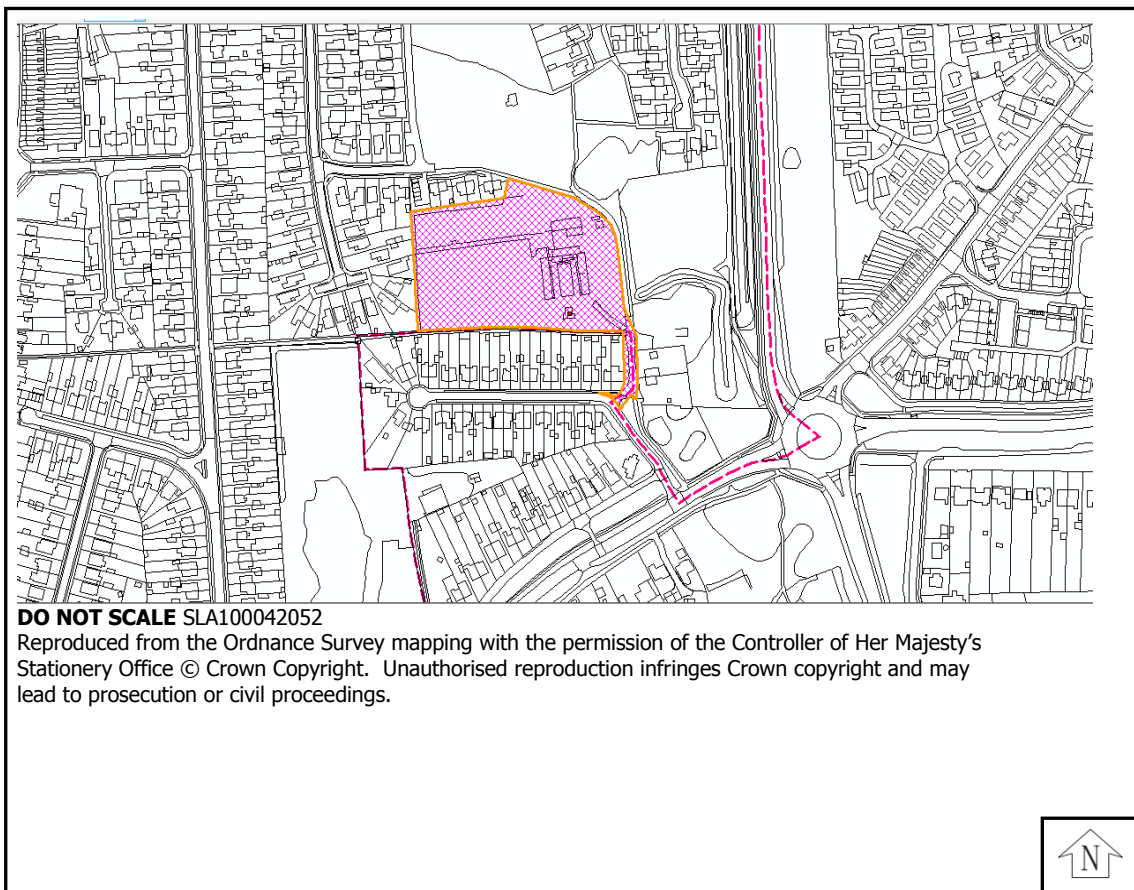 DO NOT SCALE SLA100042052
Reproduced from the Ordnance Survey mapping with the permission of the Controller of Her Majesty's
Stationery Office © Crown Copyright.  Unauthorised reproduction infringes Crown copyright and may
lead to prosecution or civil proceedings.
N